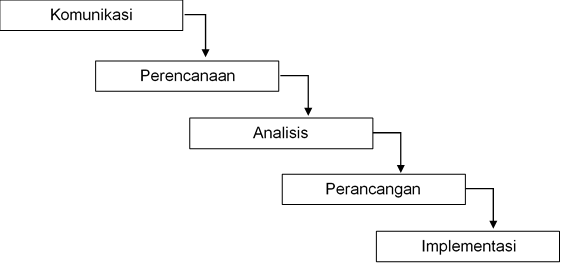 Komunikasi
Perencanaan
Analisis
Perancangan
Implementasi